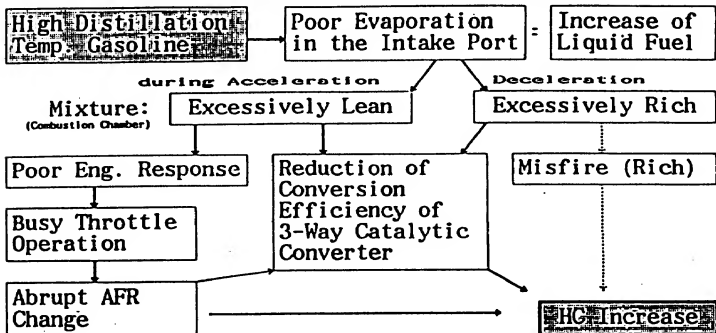 High Distillation
Temp. Gasoline
Poor Evaporation
in the Intake Port
=
Increase of
Liquid Fuel
during Acceleration
Deceleration
Mixture:
(Combustion Chamber)
Excessively Lean
Excessively Rich
Poor Eng. Response
Reduction of
Conversion
Efficiency of
3-Way Catalytic
Converter
Misfire (Rich)
Busy Throttle
Operation
Abrupt AFR
Change
HC Increase